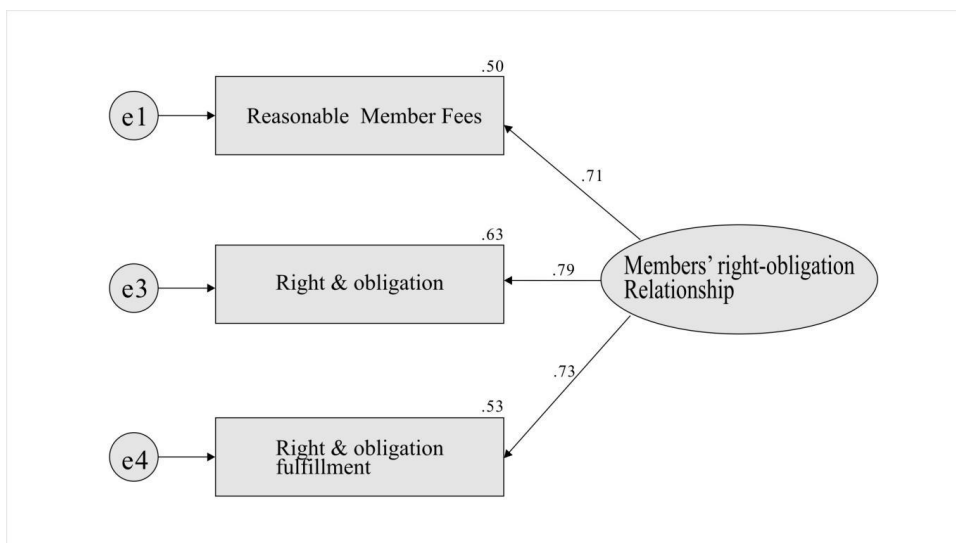 .50
e1
Reasonable Member Fees
.71
.63
e3
Right & obligation
.79
Members' right-obligation
Relationship
.73
.53
e4
Right & obligation
fulfillment